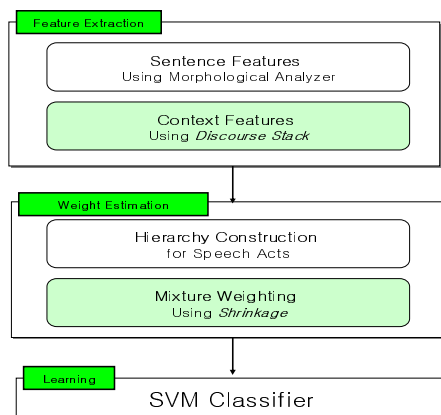 Feature Extraction
Sentence Features
Using Morphological Analyzer
Context Features
Using Discourse Stack
Weight Estimation
Hierarchy Construction
for Speech Acts
Mixture Weighting
Using Shrinkage
Learning
SVM Classifier